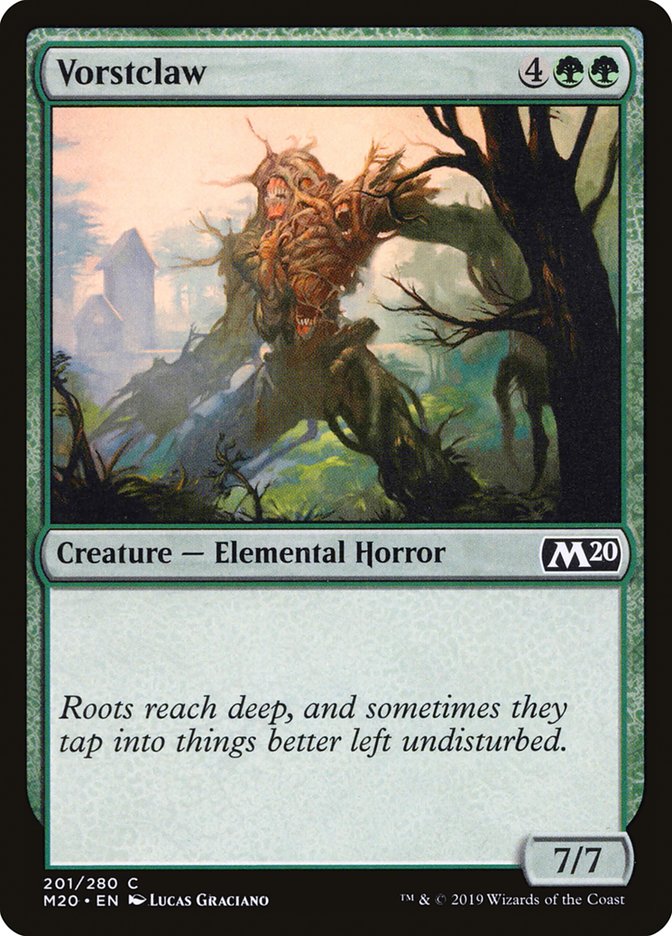 Vorstclaw 4
Creature — Elemental Horror M20
Roots reach deep, and sometimes they
tap into things better left undisturbed.
7/7
201/280 C
M20 • EN Lucas Graciano ™ & © 2019 Wizards of the Coast